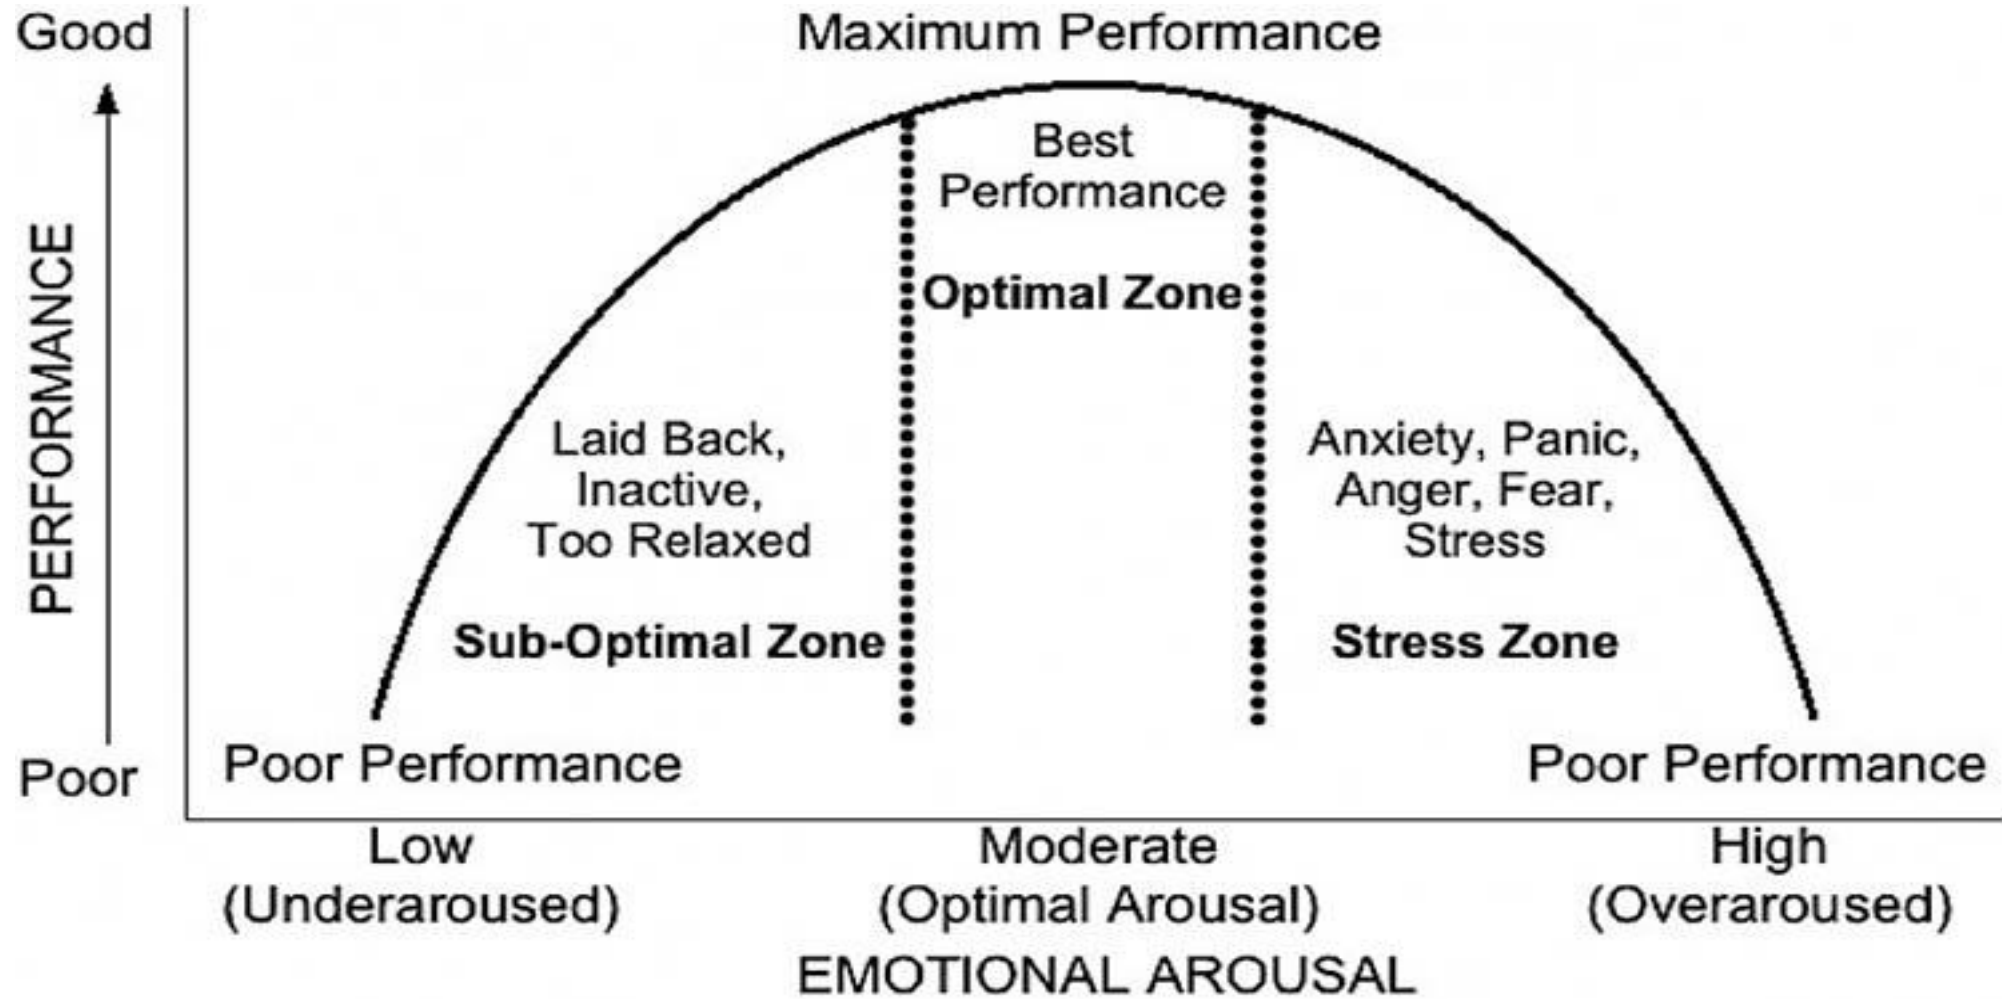 Good
Maximum Performance
Best
Performance
Optimal Zone
PERFORMANCE
Laid Back,
Inactive,
Too Relaxed
Sub-Optimal Zone
Anxiety, Panic,
Anger, Fear,
Stress
Stress Zone
Poor
Poor Performance
Poor Performance
Low
(Underaroused)
Moderate
(Optimal Arousal)
High
(Overaroused)
EMOTIONAL AROUSAL